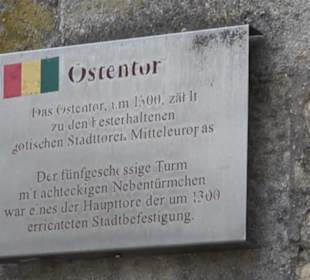 Ostentor
Das Ostentor, um 1300, zählt
zu den besterhaltenen
gotischen Stadttoren Mitteleuropas
Der fünfgeschossige Turm
mit achteckigen Nebentürmchen
war eines der Haupttore der um 1300
errichteten Stadtbefestigung.